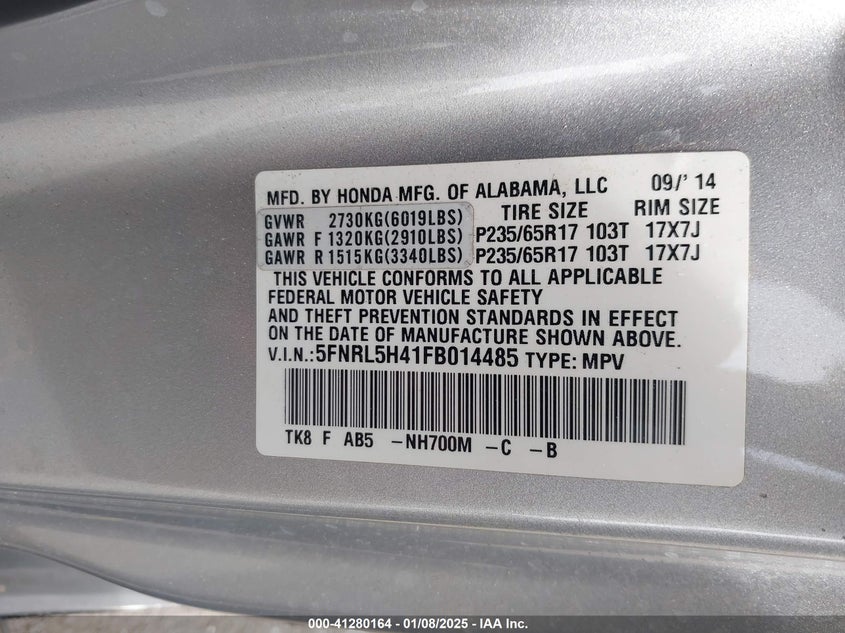 MFD. BY HONDA MFG. OF ALABAMA, LLC 09/' 14
TIRE SIZE RIM SIZE
GVWR 2730KG(6019LBS)
GAWR F 1320KG(2910LBS) P235/65R17 103T 17X7J
GAWR R 1515KG(3340LBS) P235/65R17 103T 17X7J
THIS VEHICLE CONFORMS TO ALL APPLICABLE
FEDERAL MOTOR VEHICLE SAFETY
AND THEFT PREVENTION STANDARDS IN EFFECT
ON THE DATE OF MANUFACTURE SHOWN ABOVE.
V.I.N.:5FNRL5H41FB014485 TYPE: MPV
TK8 F AB5 -NH700M -C -B
000-41280164 - 01/08/2025 - IAA Inc.